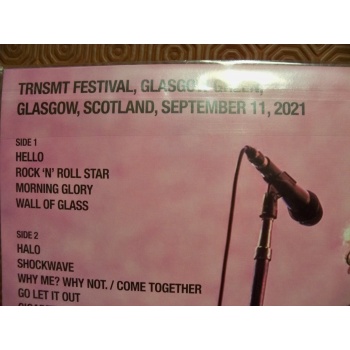 TRNSMT FESTIVAL, GLASGOW GREEN,
GLASGOW, SCOTLAND, SEPTEMBER 11, 2021
SIDE 1
HELLO
ROCK 'N' ROLL STAR
MORNING GLORY
WALL OF GLASS
SIDE 2
HALO
SHOCKWAVE
WHY ME? WHY NOT. / COME TOGETHER
GO LET IT OUT